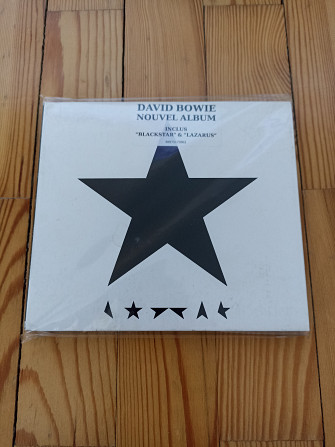 DAVID BOWIE
NOUVEL ALBUM
INCLUS
"BLACKSTAR" & "LAZARUS"